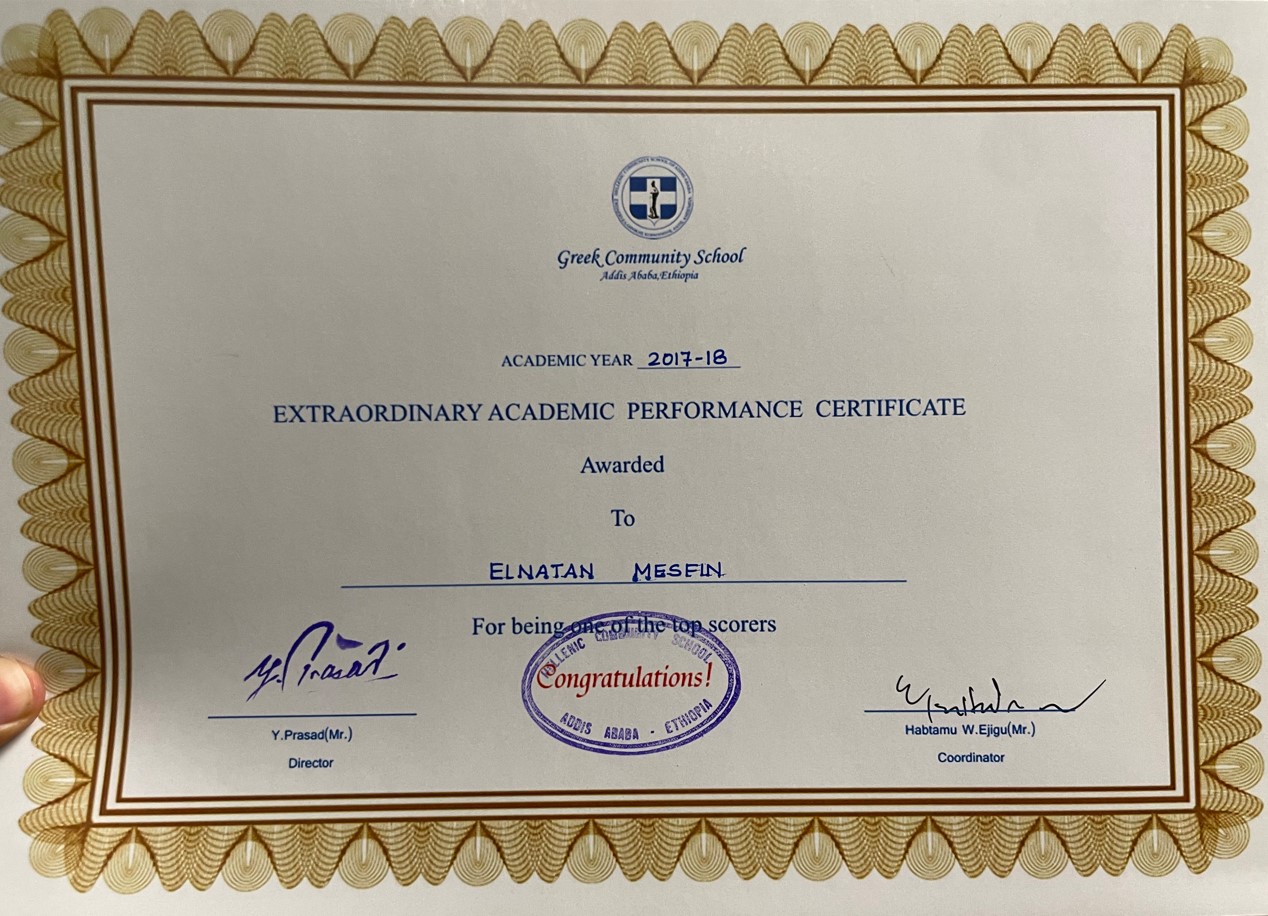 Greek Community School
Addis Ababa, Ethiopia
ACADEMIC YEAR 2017-18
EXTRAORDINARY ACADEMIC PERFORMANCE CERTIFICATE
Awarded
To
ELNATAN MESFIN
For being one of the top scorers
HELLENIC COMMUNITY SCHOOL
Congratulations!
ADDIS ABABA - ETHIOPIA
Y. Prasad
Y.Prasad(Mr.)
Director
Habtamu W.Ejigu(Mr.)
Coordinator